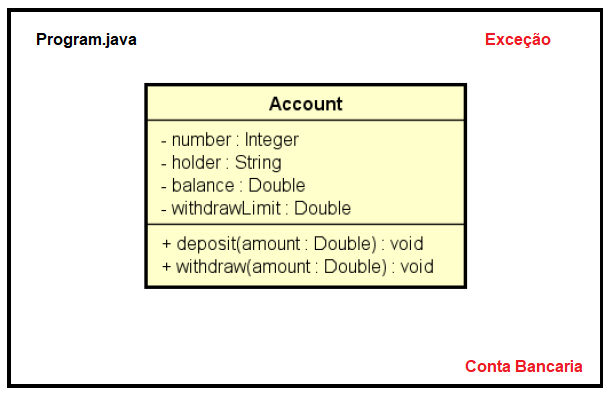 Program.java
Exceção
Account
- number : Integer
- holder : String
- balance : Double
- withdrawLimit : Double
+ deposit(amount : Double) : void
+ withdraw(amount : Double) : void
Conta Bancaria